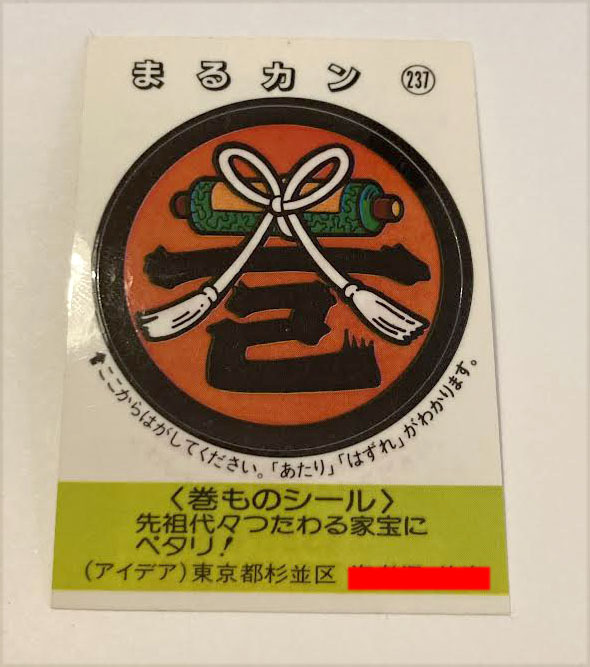 まるカン 237
巻
ここからはがしてください。「あたり」「はずれ」がわかります。
〈巻ものシール〉
先祖代々つたわる家宝に
ペタリ!
(アイデア)東京都杉並区